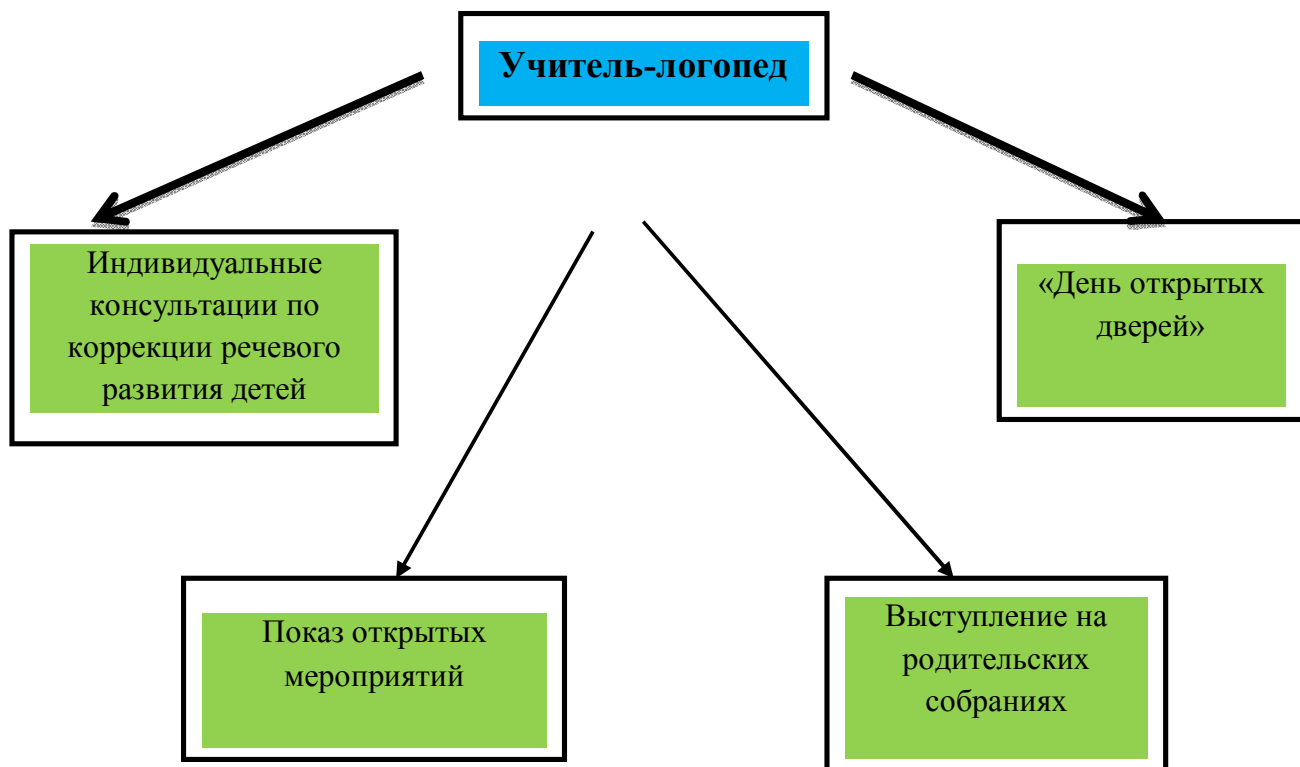 Учитель-логопед
Индивидуальные
консультации по
коррекции речевого
развития детей
«День открытых
дверей»
Показ открытых
мероприятий
Выступление на
родительских
собраниях